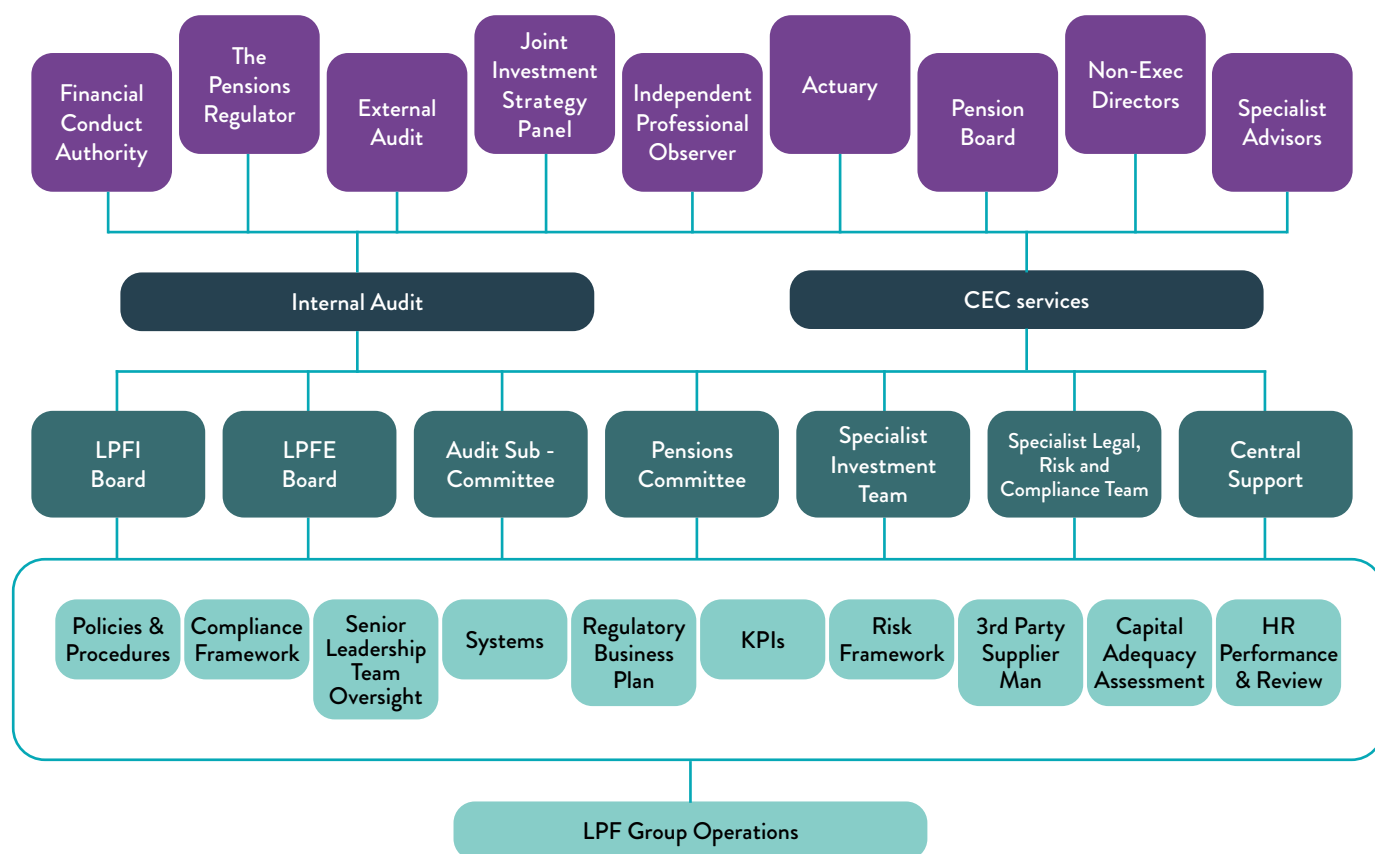 Financial
Conduct
Authority
The
Pensions
Regulator
External
Audit
Joint
Investment
Strategy
Panel
Independent
Professional
Observer
Actuary
Pension
Board
Non-Exec
Directors
Specialist
Advisors
Internal Audit
CEC services
LPFI
Board
LPFE
Board
Audit Sub -
Committee
Pensions
Committee
Specialist
Investment
Team
Specialist Legal,
Risk and
Compliance Team
Central
Support
Policies &
Procedures
Compliance
Framework
Senior
Leadership
Team
Oversight
Systems
Regulatory
Business
Plan
KPIs
Risk
Framework
3rd Party
Supplier
Man
Capital
Adequacy
Assessment
HR
Performance
& Review
LPF Group Operations